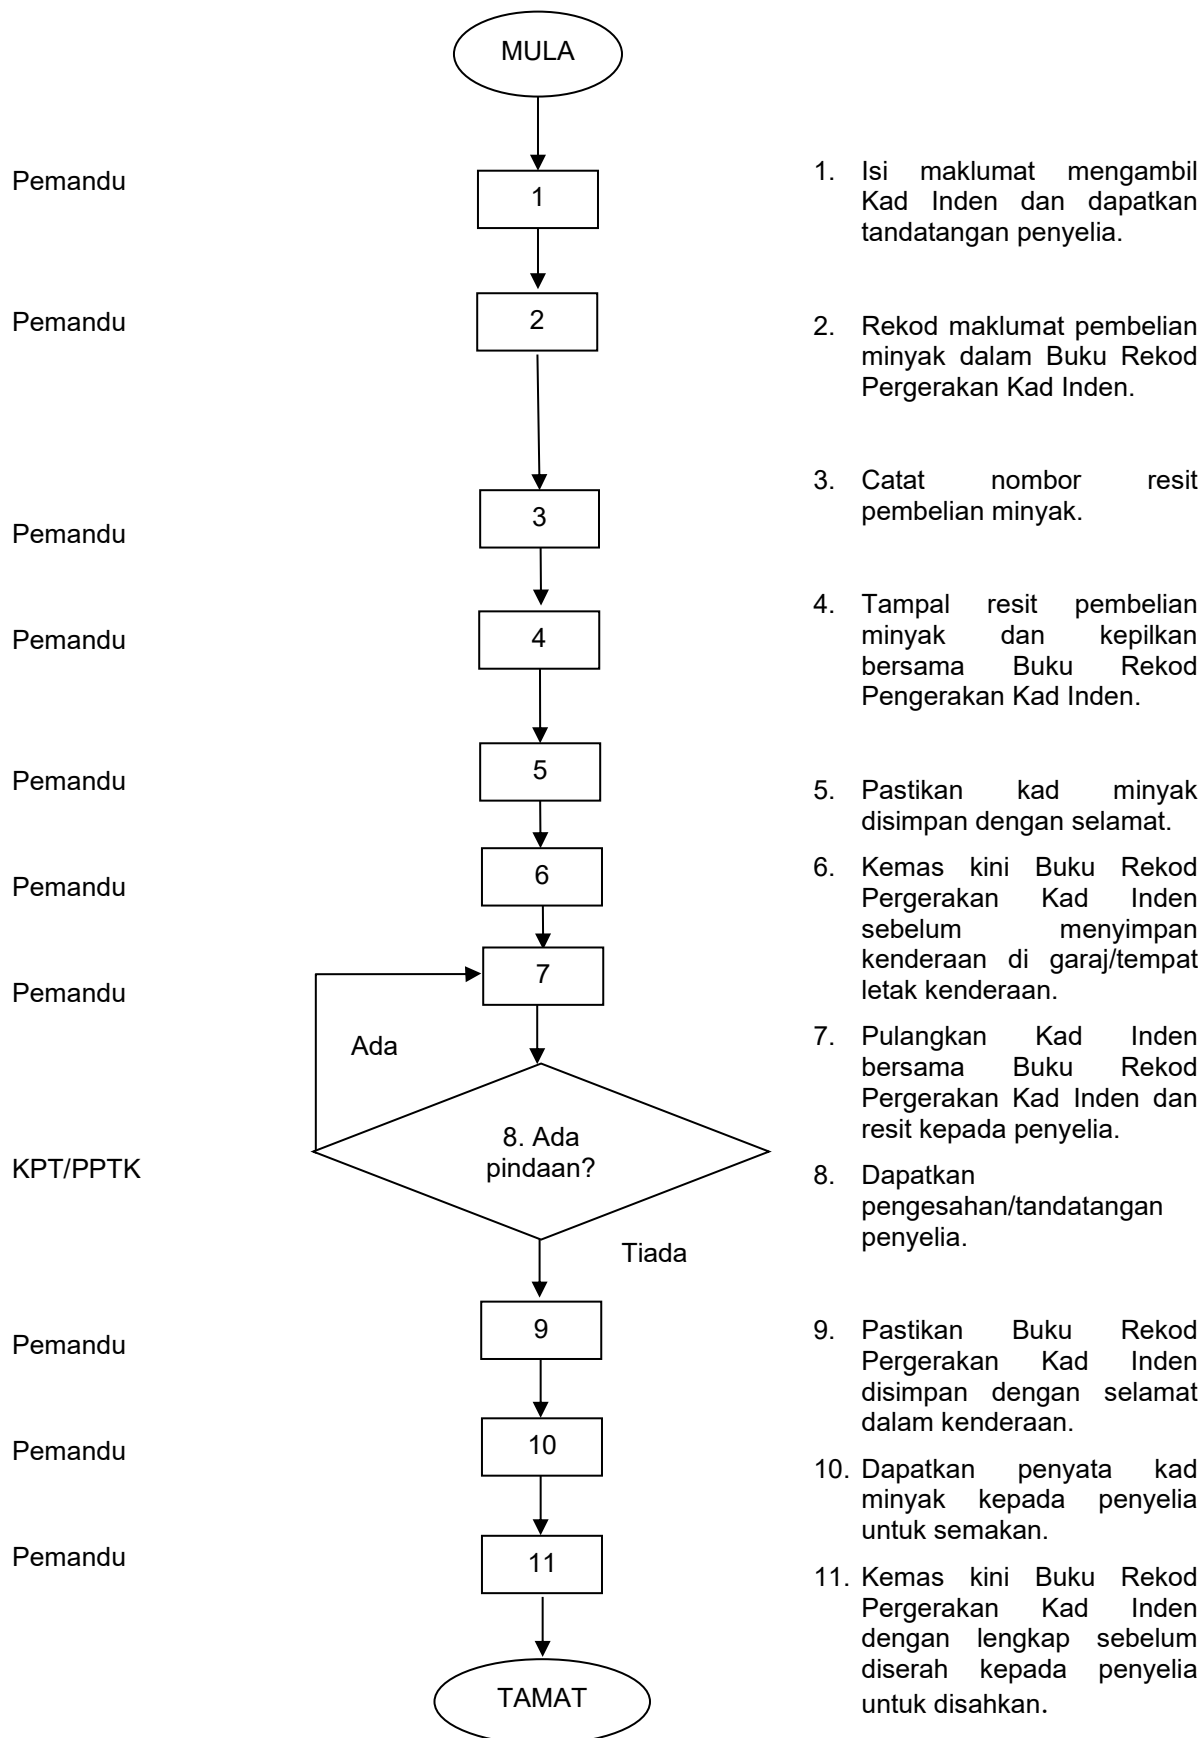 MULA
Pemandu
1
1. Isi maklumat mengambil
Kad Inden dan dapatkan
tandatangan penyelia.
Pemandu
2
2. Rekod maklumat pembelian
minyak dalam Buku Rekod
Pergerakan Kad Inden.
Pemandu
3
3. Catat nombor resit
pembelian minyak.
Pemandu
4
4. Tampal resit pembelian
minyak dan kepilkan
bersama Buku Rekod
Pengerakan Kad Inden.
Pemandu
5
5. Pastikan kad minyak
disimpan dengan selamat.
Pemandu
6
6. Kemas kini Buku Rekod
Pergerakan Kad Inden
sebelum menyimpan
kenderaan di garaj/tempat
letak kenderaan.
Pemandu
7
Ada
7. Pulangkan Kad Inden
bersama Buku Rekod
Pergerakan Kad Inden dan
resit kepada penyelia.
KPT/PPTK
8. Ada
pindaan?
Tiada
8. Dapatkan
pengesahan/tandatangan
penyelia.
Pemandu
9
9. Pastikan Buku Rekod
Pergerakan Kad Inden
disimpan dengan selamat
dalam kenderaan.
Pemandu
10
10. Dapatkan penyata kad
minyak kepada penyelia
untuk semakan.
Pemandu
11
11. Kemas kini Buku Rekod
Pergerakan Kad Inden
dengan lengkap sebelum
diserah kepada penyelia
untuk disahkan.
TAMAT